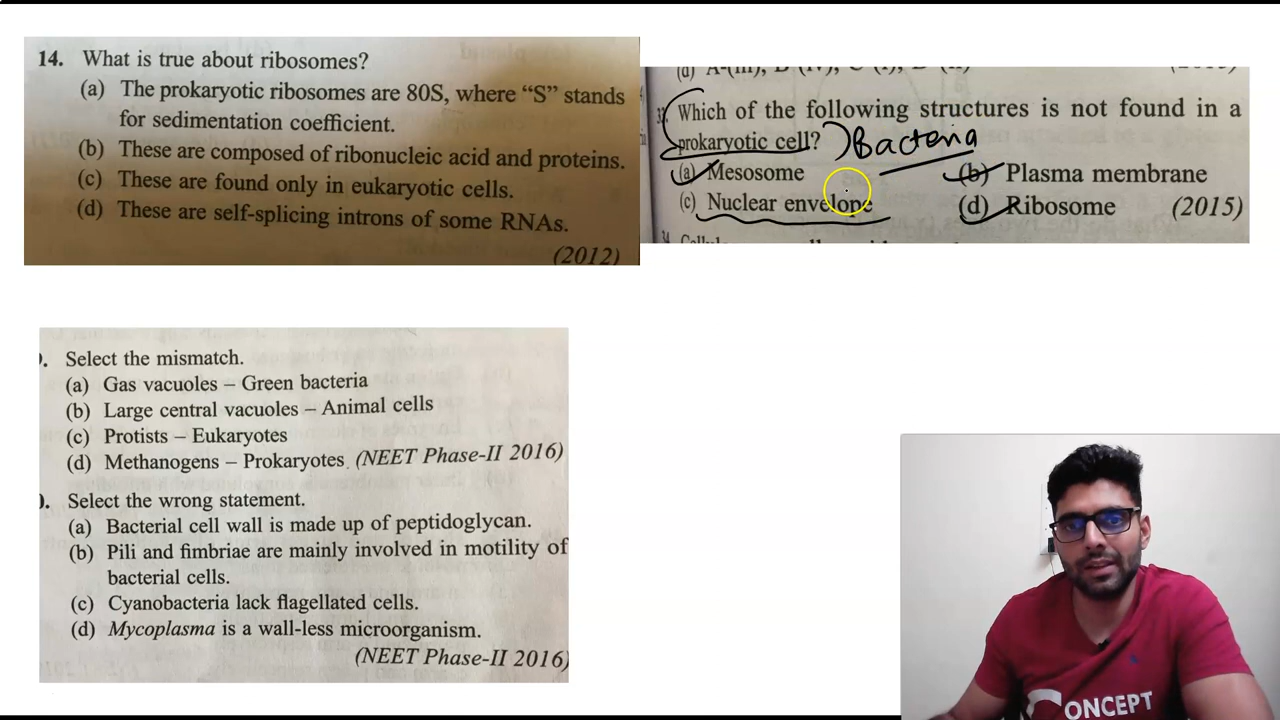 14. What is true about ribosomes?
(a) The prokaryotic ribosomes are 80S, where “S” stands
for sedimentation coefficient.
(b) These are composed of ribonucleic acid and proteins.
(c) These are found only in eukaryotic cells.
(d) These are self-splicing introns of some RNAs.
(2012)
Which of the following structures is not found in a
prokaryotic cell? Bacteria
(a) Mesosome (b) Plasma membrane
(c) Nuclear envelope (d) Ribosome (2015)
Select the mismatch.
(a) Gas vacuoles – Green bacteria
(b) Large central vacuoles – Animal cells
(c) Protists – Eukaryotes
(d) Methanogens – Prokaryotes (NEET Phase-II 2016)
Select the wrong statement.
(a) Bacterial cell wall is made up of peptidoglycan.
(b) Pili and fimbriae are mainly involved in motility of
bacterial cells.
(c) Cyanobacteria lack flagellated cells.
(d) Mycoplasma is a wall-less microorganism.
(NEET Phase-II 2016)
CONCEPT